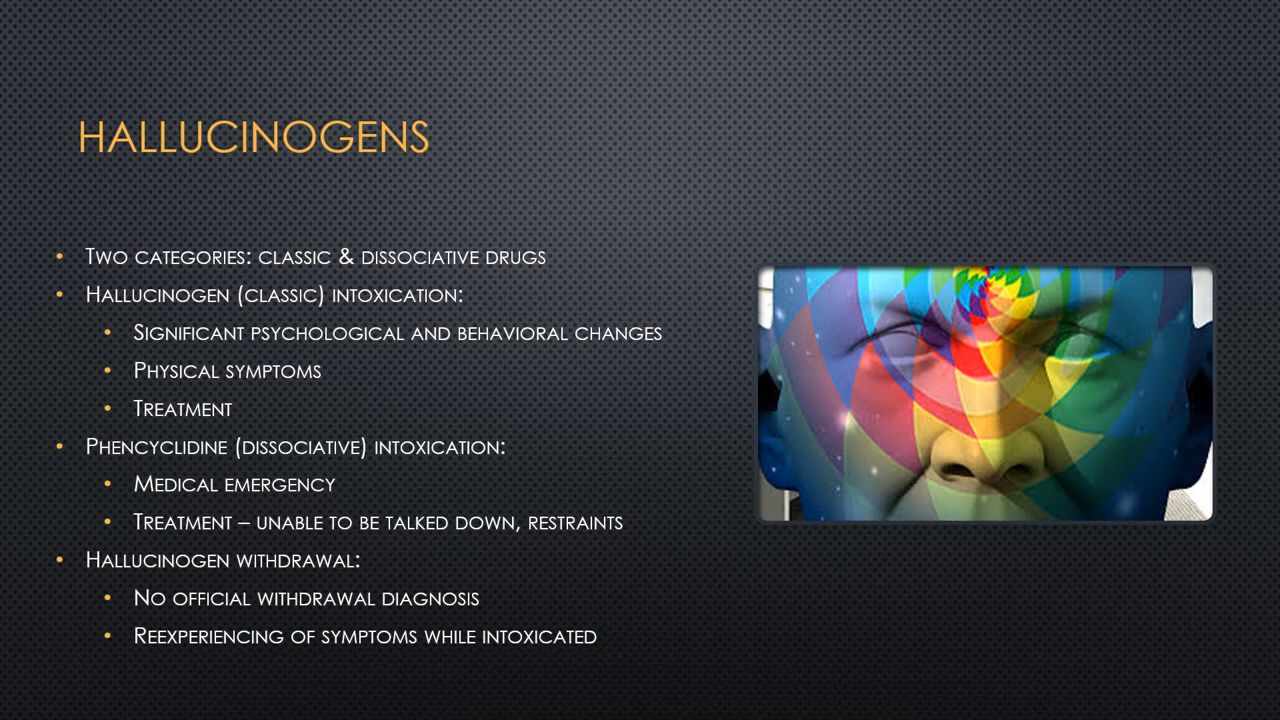 HALLUCINOGENS
• Two categories: classic & dissociative drugs
• Hallucinogen (classic) intoxication:
• Significant psychological and behavioral changes
• Physical symptoms
• Treatment
• Phencyclidine (dissociative) intoxication:
• Medical emergency
• Treatment – unable to be talked down, restraints
• Hallucinogen withdrawal:
• No official withdrawal diagnosis
• Reexperiencing of symptoms while intoxicated